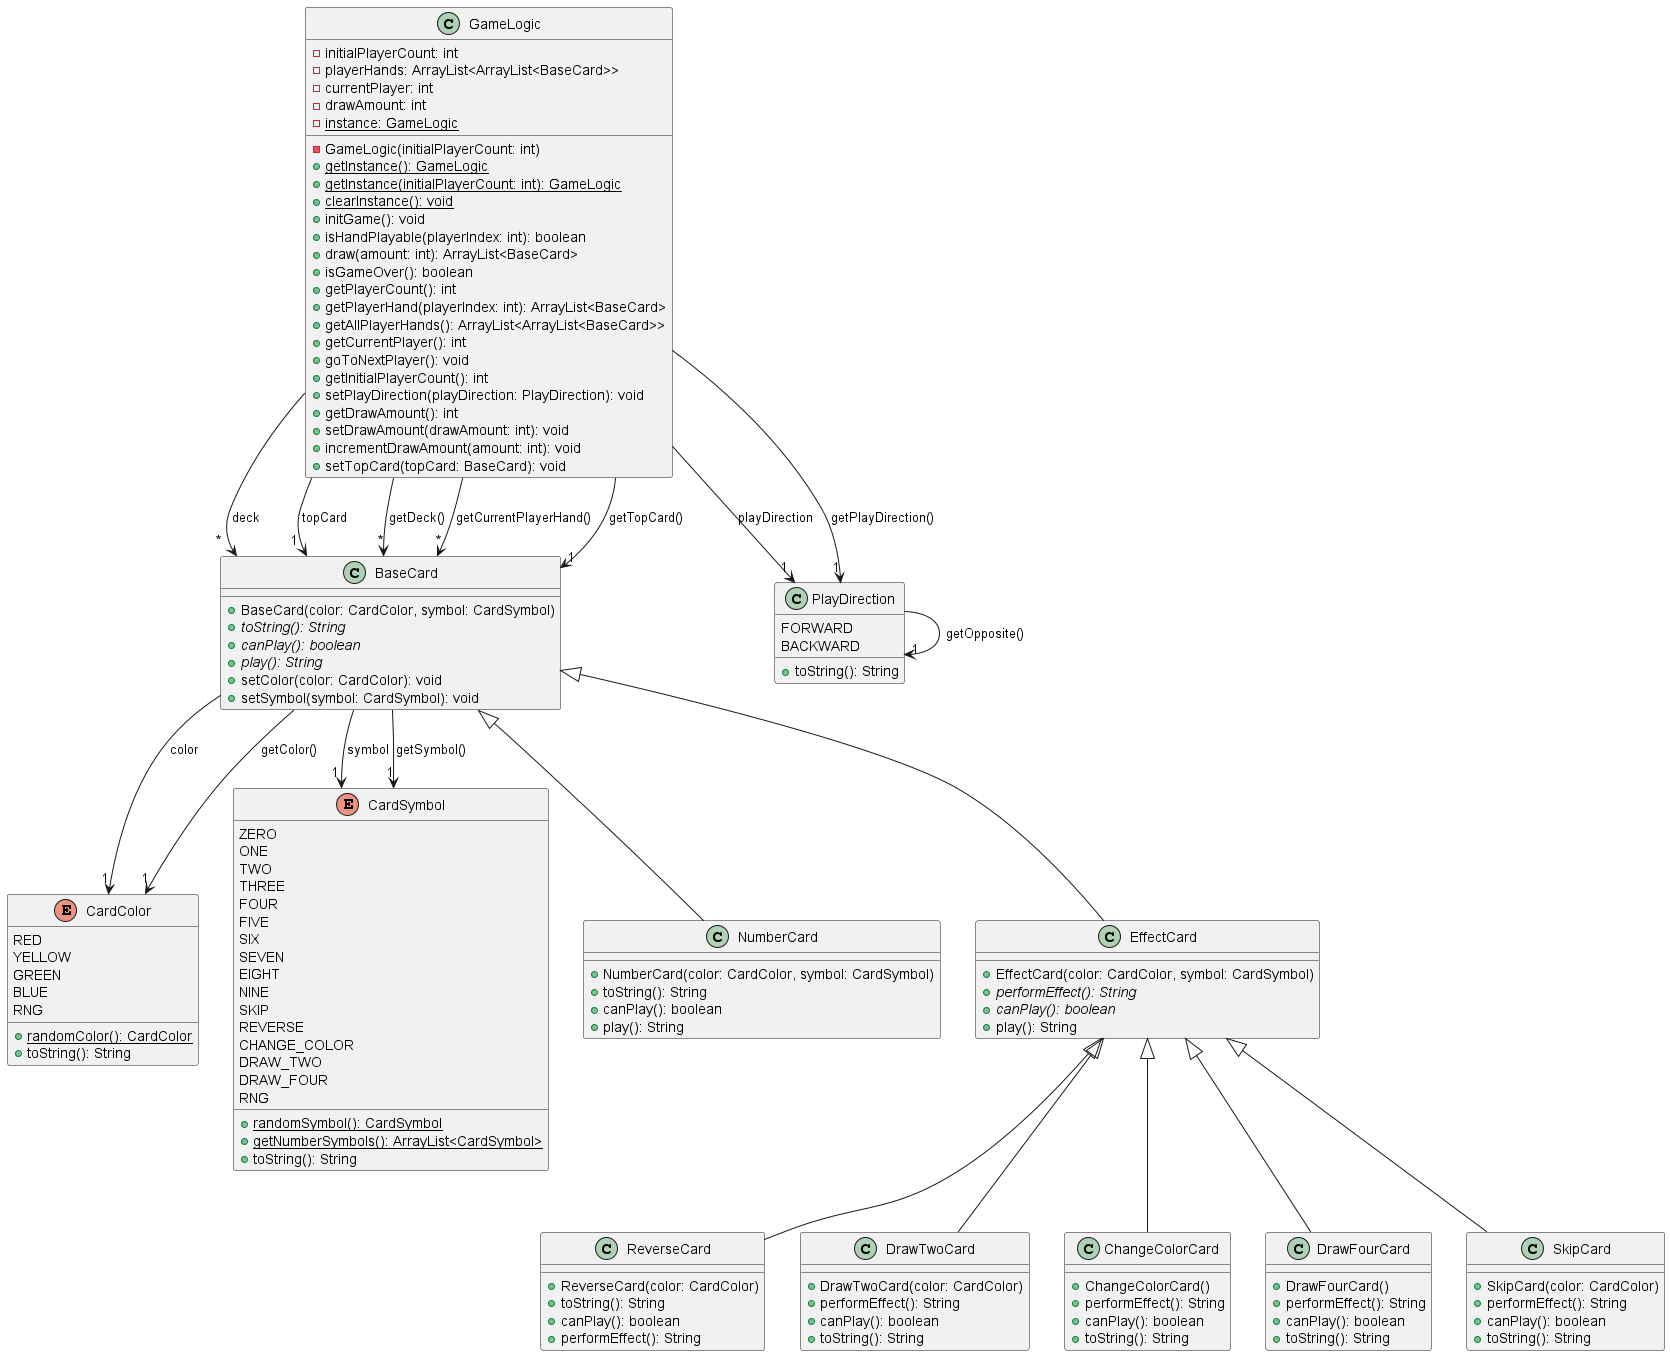 C GameLogic
initialPlayerCount: int
playerHands: ArrayList<ArrayList<BaseCard>>
currentPlayer: int
drawAmount: int
instance: GameLogic
GameLogic(initialPlayerCount: int)
getInstance(): GameLogic
getInstance(initialPlayerCount: int): GameLogic
clearInstance(): void
initGame(): void
isHandPlayable(playerIndex: int): boolean
draw(amount: int): ArrayList<BaseCard>
isGameOver(): boolean
getPlayerCount(): int
getPlayerHand(playerIndex: int): ArrayList<BaseCard>
getAllPlayerHands(): ArrayList<ArrayList<BaseCard>>
getCurrentPlayer(): int
goToNextPlayer(): void
getInitialPlayerCount(): int
setPlayDirection(playDirection: PlayDirection): void
getDrawAmount(): int
setDrawAmount(drawAmount: int): void
incrementDrawAmount(amount: int): void
setTopCard(topCard: BaseCard): void
deck
topCard
getDeck()
getCurrentPlayerHand()
getTopCard()
playDirection
getPlayDirection()
*
1
*
*
1
1
1
C BaseCard
BaseCard(color: CardColor, symbol: CardSymbol)
toString(): String
canPlay(): boolean
play(): String
setColor(color: CardColor): void
setSymbol(symbol: CardSymbol): void
C PlayDirection
FORWARD
BACKWARD
toString(): String
getOpposite()
1
color
getColor()
symbol
getSymbol()
1
1
1
1
E CardColor
RED
YELLOW
GREEN
BLUE
RNG
randomColor(): CardColor
toString(): String
E CardSymbol
ZERO
ONE
TWO
THREE
FOUR
FIVE
SIX
SEVEN
EIGHT
NINE
SKIP
REVERSE
CHANGE_COLOR
DRAW_TWO
DRAW_FOUR
RNG
randomSymbol(): CardSymbol
getNumberSymbols(): ArrayList<CardSymbol>
toString(): String
C NumberCard
NumberCard(color: CardColor, symbol: CardSymbol)
toString(): String
canPlay(): boolean
play(): String
C EffectCard
EffectCard(color: CardColor, symbol: CardSymbol)
performEffect(): String
canPlay(): boolean
play(): String
C ReverseCard
ReverseCard(color: CardColor)
toString(): String
canPlay(): boolean
performEffect(): String
C DrawTwoCard
DrawTwoCard(color: CardColor)
performEffect(): String
canPlay(): boolean
toString(): String
C ChangeColorCard
ChangeColorCard()
performEffect(): String
canPlay(): boolean
toString(): String
C DrawFourCard
DrawFourCard()
performEffect(): String
canPlay(): boolean
toString(): String
C SkipCard
SkipCard(color: CardColor)
performEffect(): String
canPlay(): boolean
toString(): String